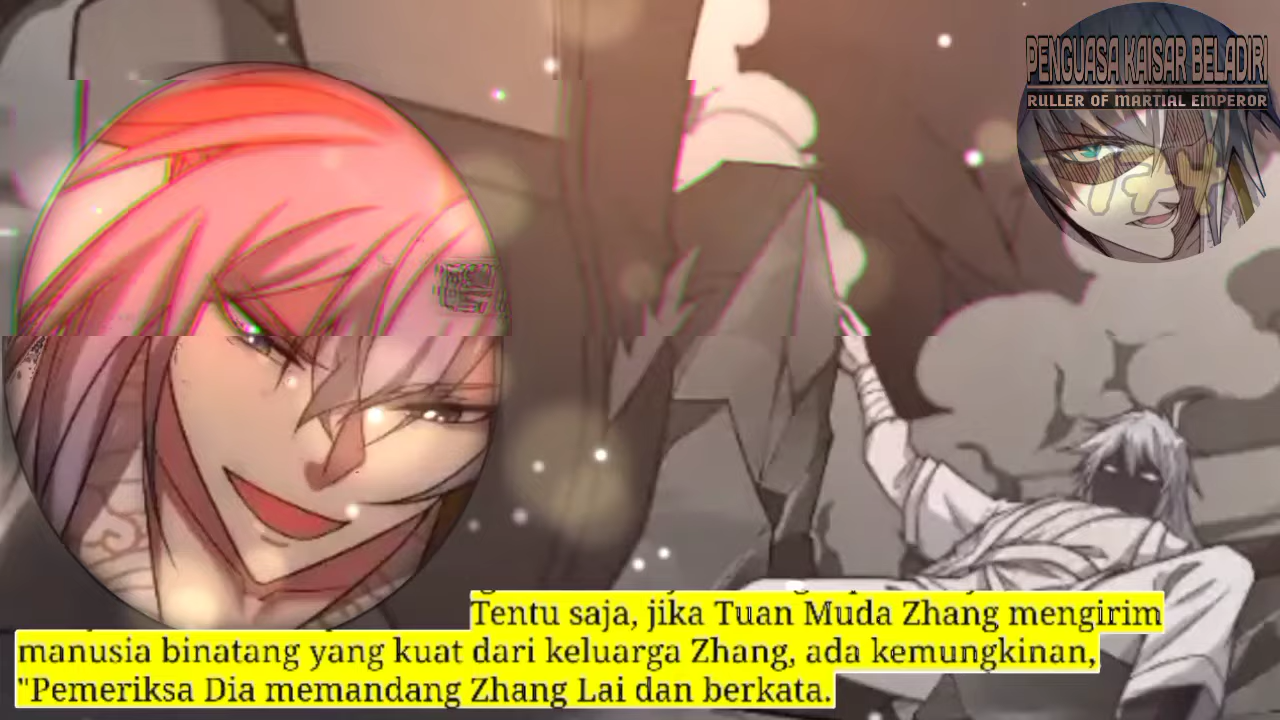 PENGUASA KAISAR BELADIRI
RULLER OF MARTIAL EMPEROR
Tentu saja, jika Tuan Muda Zhang mengirim
manusia binatang yang kuat dari keluarga Zhang, ada kemungkinan,
"Pemeriksa Dia memandang Zhang Lai dan berkata.